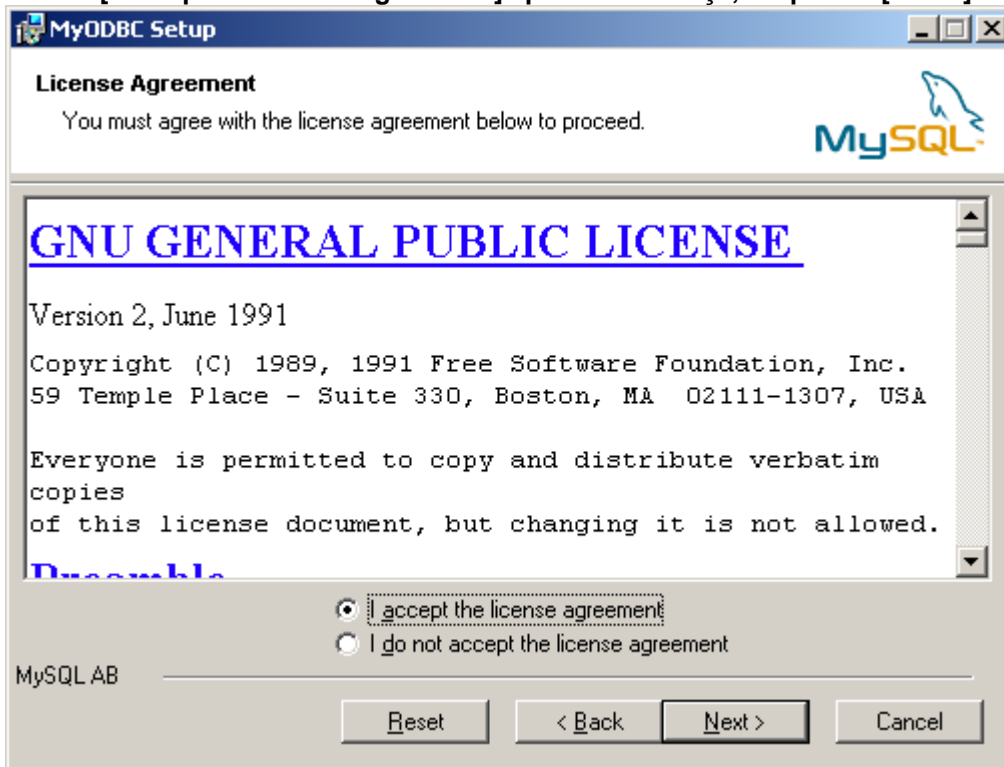 MyODBC Setup
License Agreement
You must agree with the license agreement below to proceed.
MySQL
GNU GENERAL PUBLIC LICENSE
Version 2, June 1991
Copyright (C) 1989, 1991 Free Software Foundation, Inc.
59 Temple Place - Suite 330, Boston, MA  02111-1307, USA
Everyone is permitted to copy and distribute verbatim
copies
of this license document, but changing it is not allowed.
Preamble
I accept the license agreement
I do not accept the license agreement
MySQL AB
Reset
< Back
Next >
Cancel